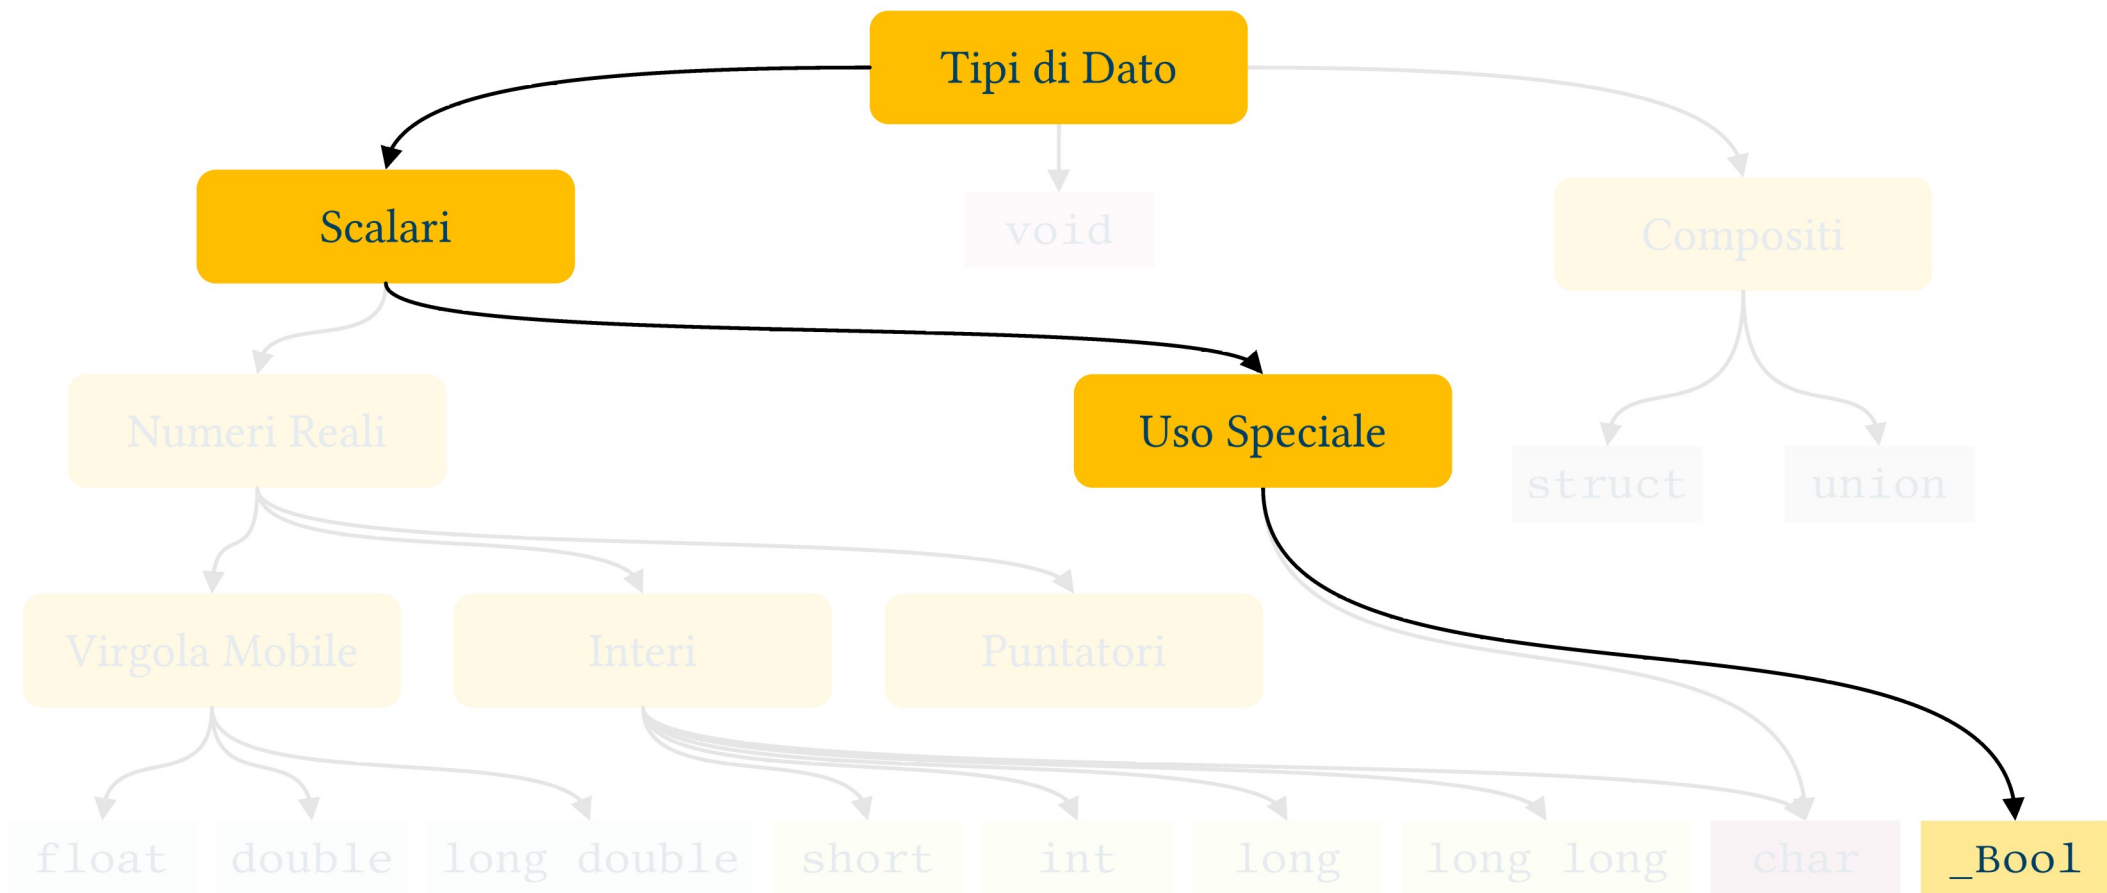 Tipi di Dato
Scalari
void
Compositi
Numeri Reali
Uso Speciale
struct
union
Virgola Mobile
Interi
Puntatori
float
double
long double
short
int
long
long long
char
_Bool